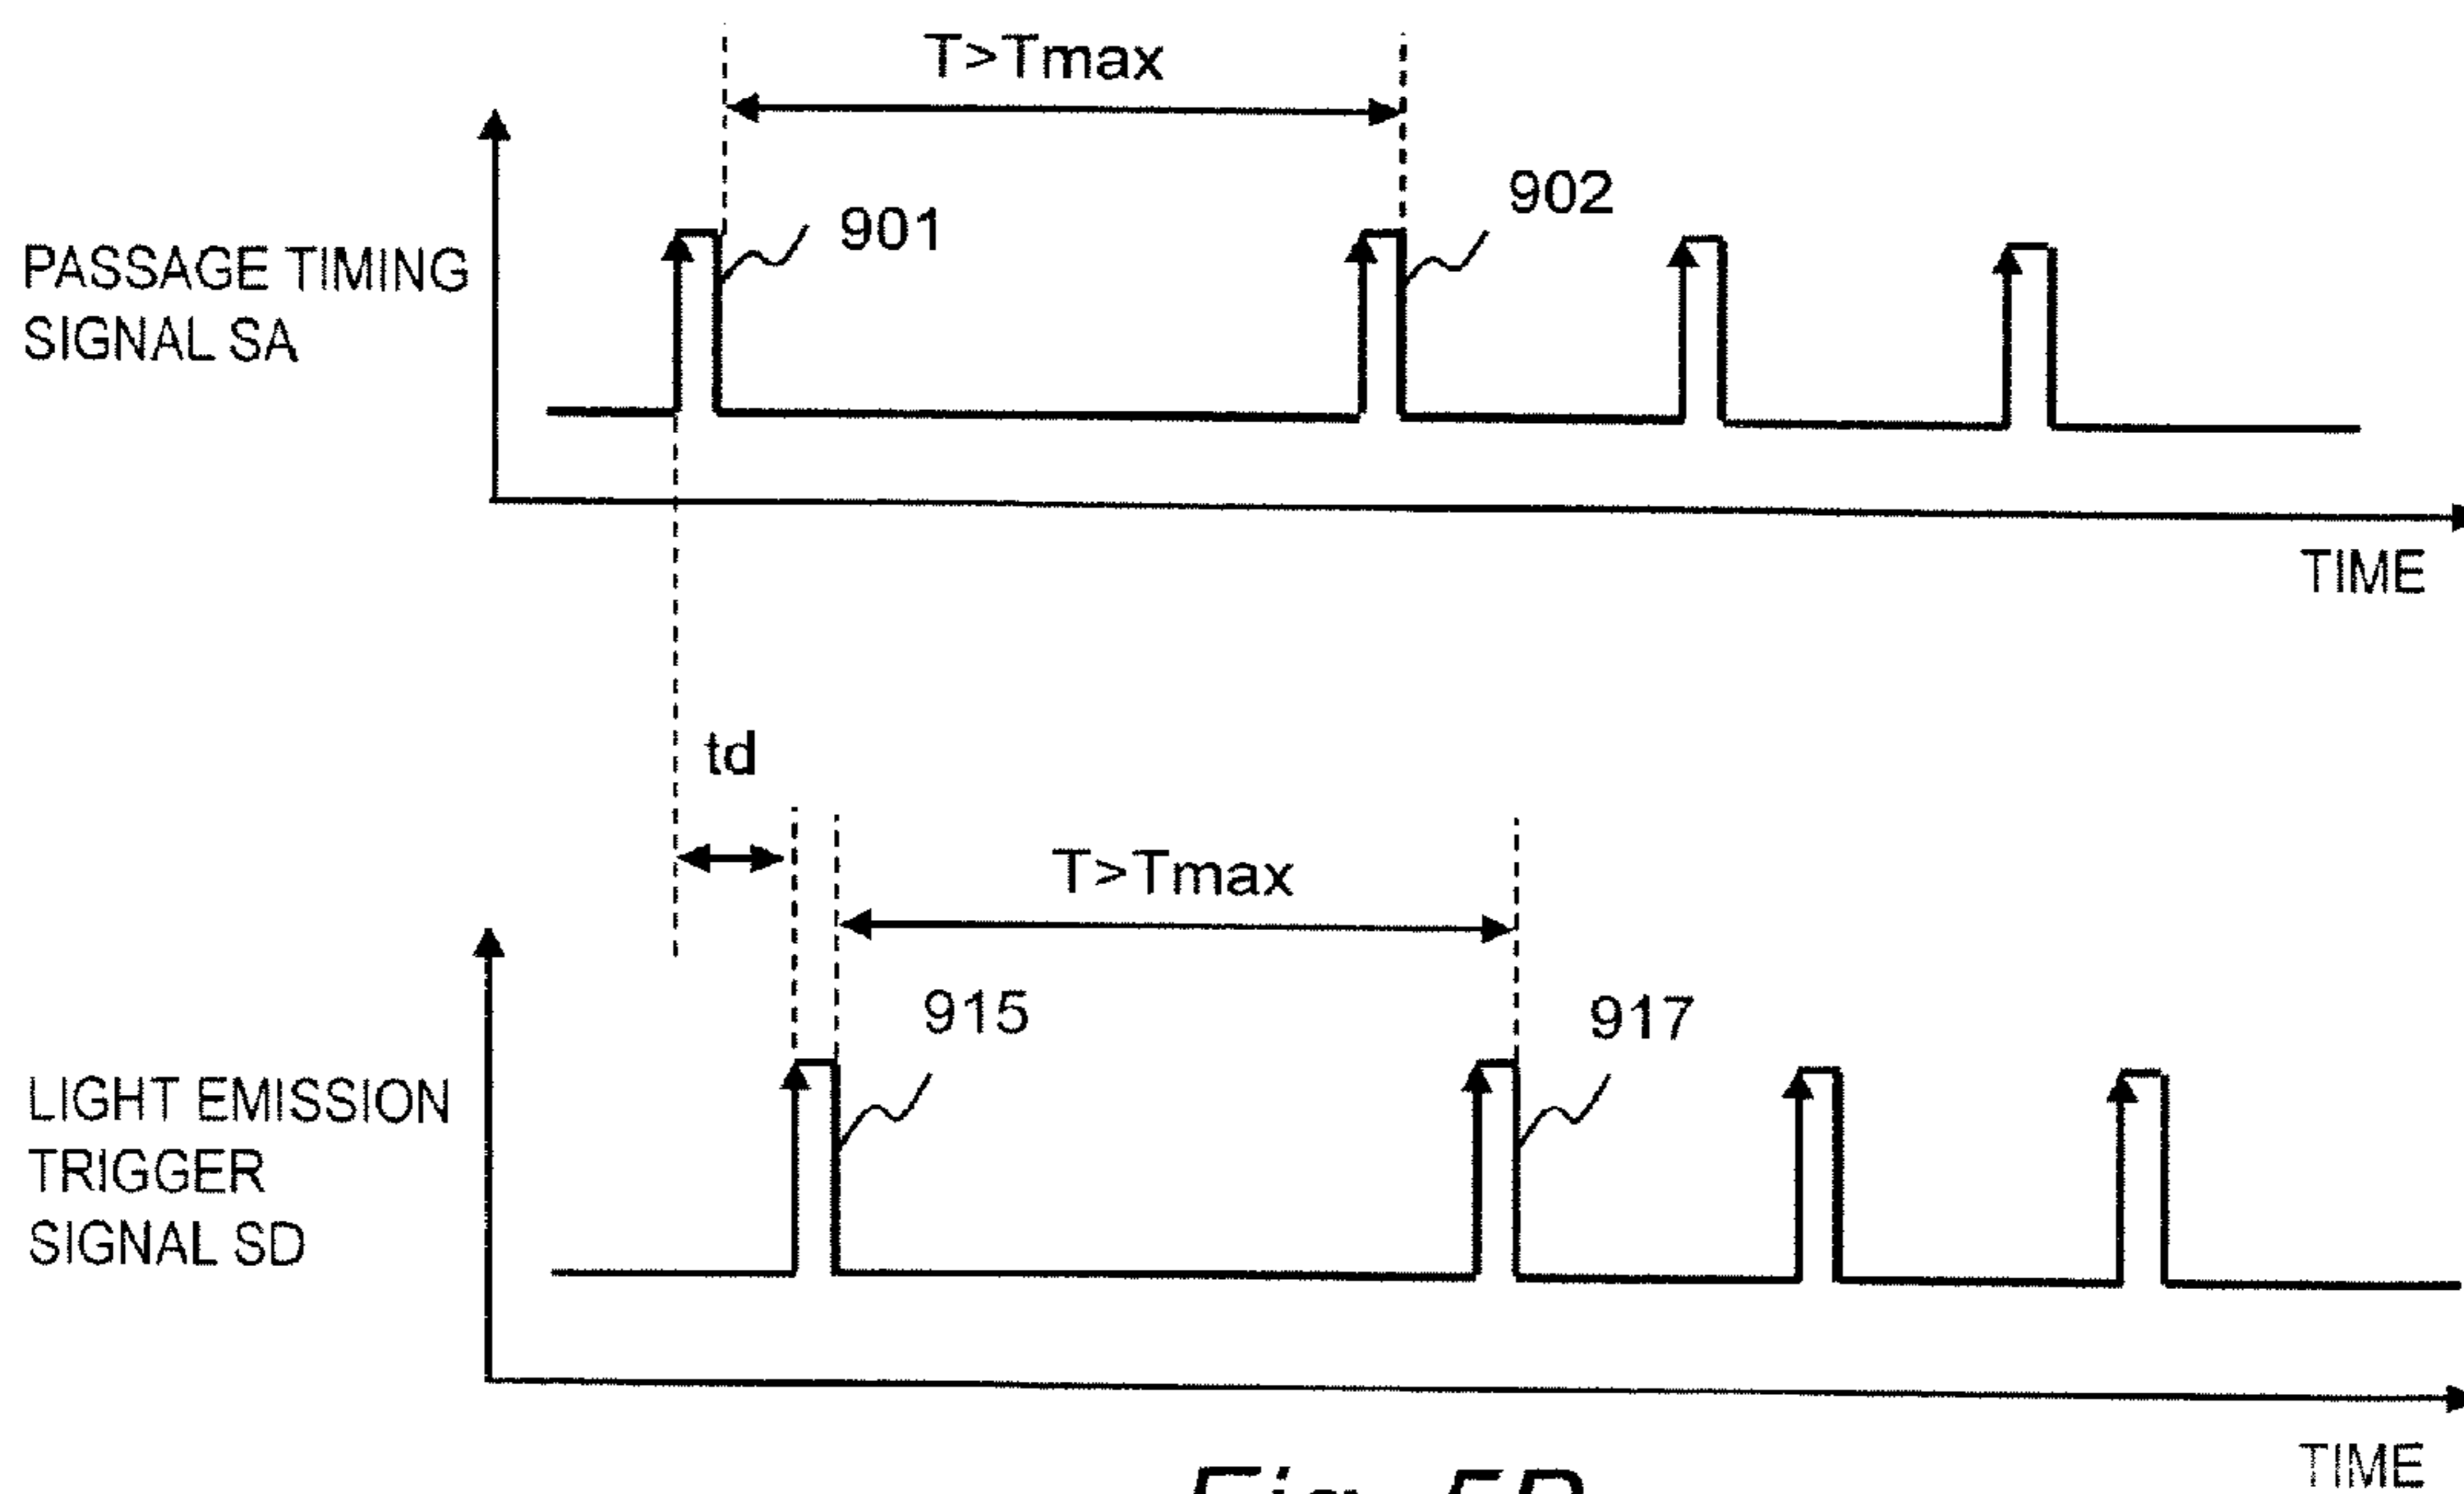 T>Tmax
901
902
PASSAGE TIMING
SIGNAL SA
TIME
td
T>Tmax
915
917
LIGHT EMISSION
TRIGGER
SIGNAL SD
TIME